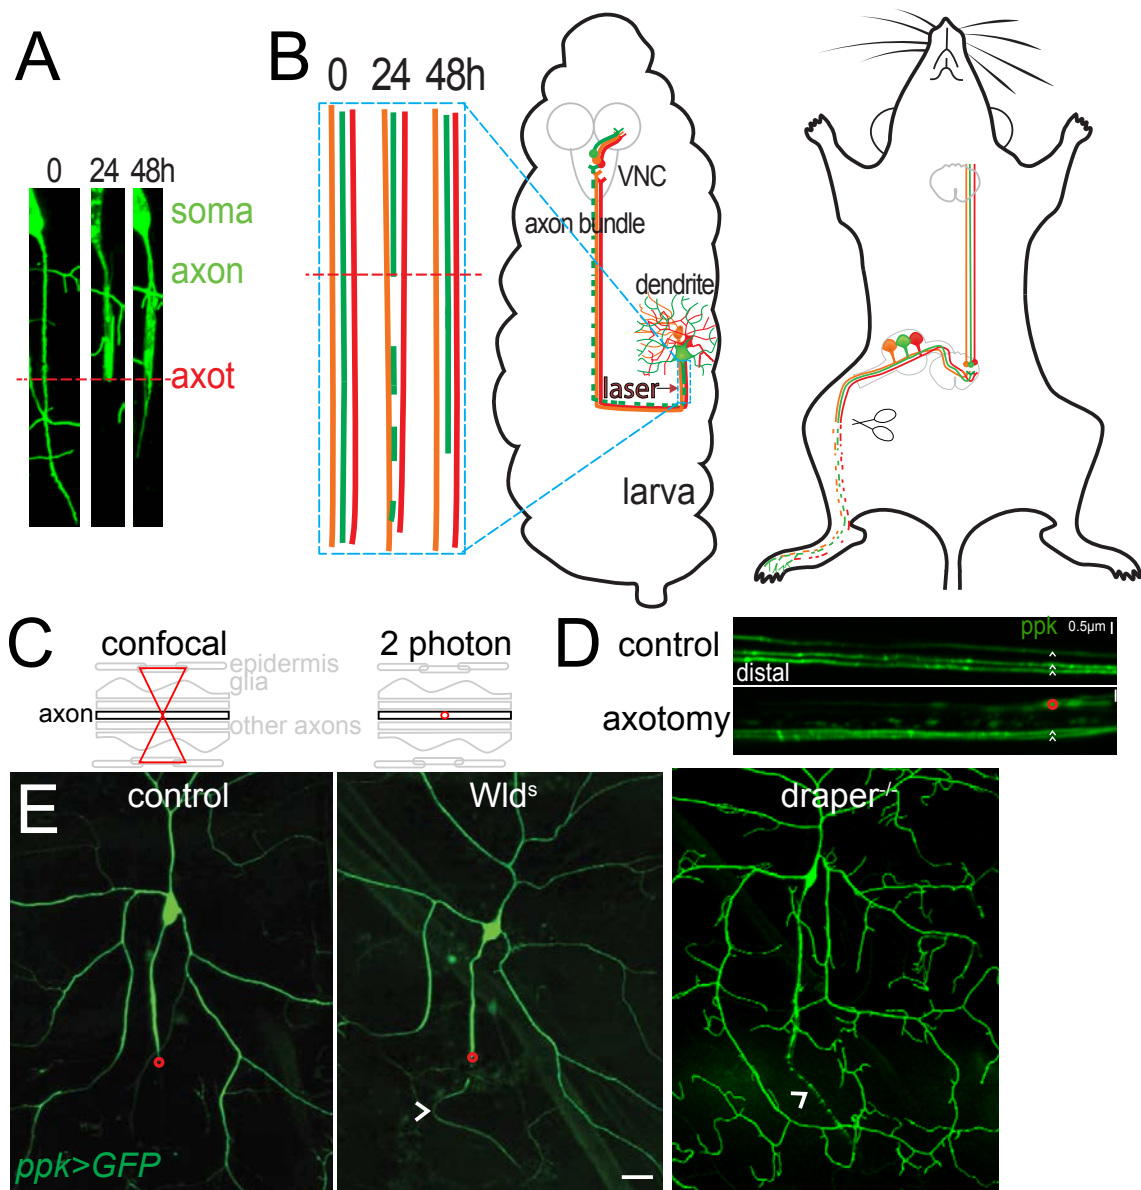 A
0 24 48h
soma
axon
axot
B
0 24 48h
VNC
axon bundle
dendrite
laser
larva
C
confocal
2 photon
epidermis
glia
axon
other axons
D
control
ppk
0.5µm
distal
axotomy
E
control
Wldˢ
draper⁻/⁻
ppk>GFP